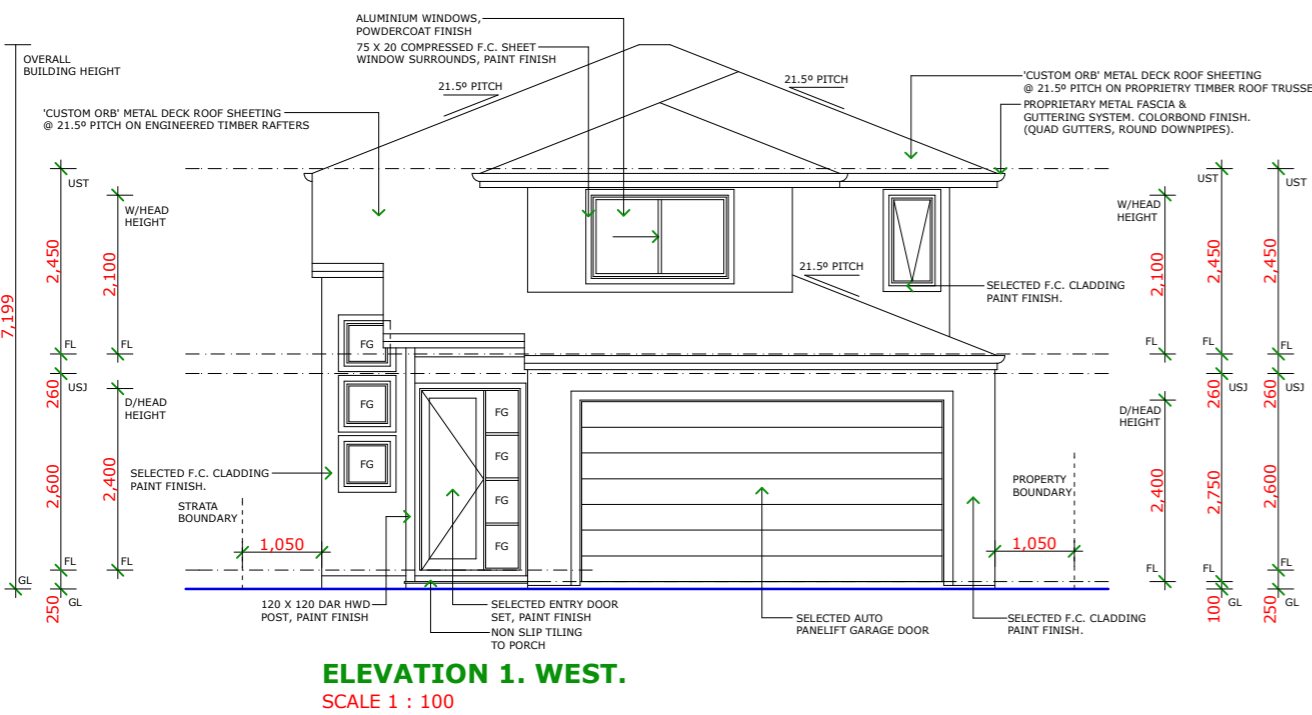 ALUMINIUM WINDOWS,
POWDERCOAT FINISH
75 X 20 COMPRESSED F.C. SHEET
WINDOW SURROUNDS, PAINT FINISH
OVERALL
BUILDING HEIGHT
21.5º PITCH
21.5º PITCH
'CUSTOM ORB' METAL DECK ROOF SHEETING
@ 21.5º PITCH ON PROPRIETRY TIMBER ROOF TRUSSE
PROPRIETARY METAL FASCIA &
GUTTERING SYSTEM. COLORBOND FINISH.
(QUAD GUTTERS, ROUND DOWNPIPES).
'CUSTOM ORB' METAL DECK ROOF SHEETING
@ 21.5º PITCH ON ENGINEERED TIMBER RAFTERS
UST
W/HEAD
HEIGHT
2,450
2,100
7,199
FL
FL
260
USJ
D/HEAD
HEIGHT
2,600
2,400
FL
FL
GL
250
GL
SELECTED F.C. CLADDING
PAINT FINISH.
STRATA
BOUNDARY
1,050
FG
FG
FG
FG
FG
FG
FG
21.5º PITCH
SELECTED F.C. CLADDING
PAINT FINISH.
PROPERTY
BOUNDARY
1,050
UST
UST
W/HEAD
HEIGHT
2,100
2,450
2,450
FL
FL
FL
260
USJ
260
USJ
D/HEAD
HEIGHT
2,400
2,750
2,600
FL
FL
FL
100
GL
250
GL
120 X 120 DAR HWD
POST, PAINT FINISH
SELECTED ENTRY DOOR
SET, PAINT FINISH
NON SLIP TILING
TO PORCH
SELECTED AUTO
PANELIFT GARAGE DOOR
SELECTED F.C. CLADDING
PAINT FINISH.
ELEVATION 1. WEST.
SCALE 1 : 100